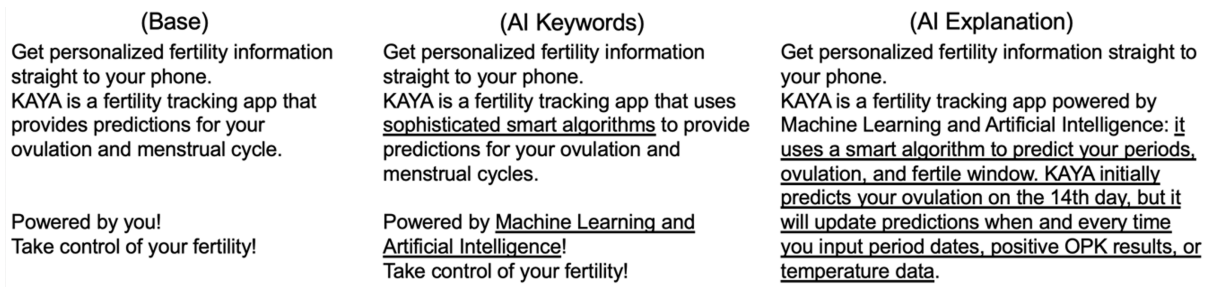 (Base)
Get personalized fertility information
straight to your phone.
KAYA is a fertility tracking app that
provides predictions for your
ovulation and menstrual cycle.
Powered by you!
Take control of your fertility!
(AI Keywords)
Get personalized fertility information
straight to your phone.
KAYA is a fertility tracking app that uses
sophisticated smart algorithms to provide
predictions for your ovulation and
menstrual cycles.
Powered by Machine Learning and
Artificial Intelligence!
Take control of your fertility!
(AI Explanation)
Get personalized fertility information straight to
your phone.
KAYA is a fertility tracking app powered by
Machine Learning and Artificial Intelligence: it
uses a smart algorithm to predict your periods,
ovulation, and fertile window. KAYA initially
predicts your ovulation on the 14th day, but it
will update predictions when and every time
you input period dates, positive OPK results, or
temperature data.